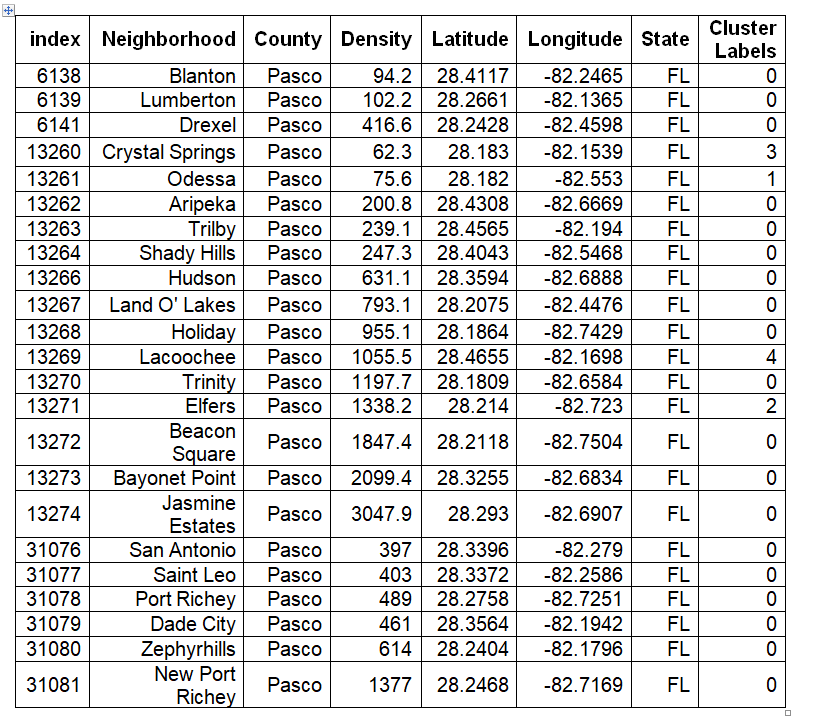 index Neighborhood County Density Latitude Longitude State Cluster Labels
6138 Blanton Pasco 94.2 28.4117 -82.2465 FL 0
6139 Lumberton Pasco 102.2 28.2661 -82.1365 FL 0
6141 Drexel Pasco 416.6 28.2428 -82.4598 FL 0
13260 Crystal Springs Pasco 62.3 28.183 -82.1539 FL 3
13261 Odessa Pasco 75.6 28.182 -82.553 FL 1
13262 Aripeka Pasco 200.8 28.4308 -82.6669 FL 0
13263 Trilby Pasco 239.1 28.4565 -82.194 FL 0
13264 Shady Hills Pasco 247.3 28.4043 -82.5468 FL 0
13266 Hudson Pasco 631.1 28.3594 -82.6888 FL 0
13267 Land O' Lakes Pasco 793.1 28.2075 -82.4476 FL 0
13268 Holiday Pasco 955.1 28.1864 -82.7429 FL 0
13269 Lacoochee Pasco 1055.5 28.4655 -82.1698 FL 4
13270 Trinity Pasco 1197.7 28.1809 -82.6584 FL 0
13271 Elfers Pasco 1338.2 28.214 -82.723 FL 2
13272 Beacon Square Pasco 1847.4 28.2118 -82.7504 FL 0
13273 Bayonet Point Pasco 2099.4 28.3255 -82.6834 FL 0
13274 Jasmine Estates Pasco 3047.9 28.293 -82.6907 FL 0
31076 San Antonio Pasco 397 28.3396 -82.279 FL 0
31077 Saint Leo Pasco 403 28.3372 -82.2586 FL 0
31078 Port Richey Pasco 489 28.2758 -82.7251 FL 0
31079 Dade City Pasco 461 28.3564 -82.1942 FL 0
31080 Zephyrhills Pasco 614 28.2404 -82.1796 FL 0
31081 New Port Richey Pasco 1377 28.2468 -82.7169 FL 0